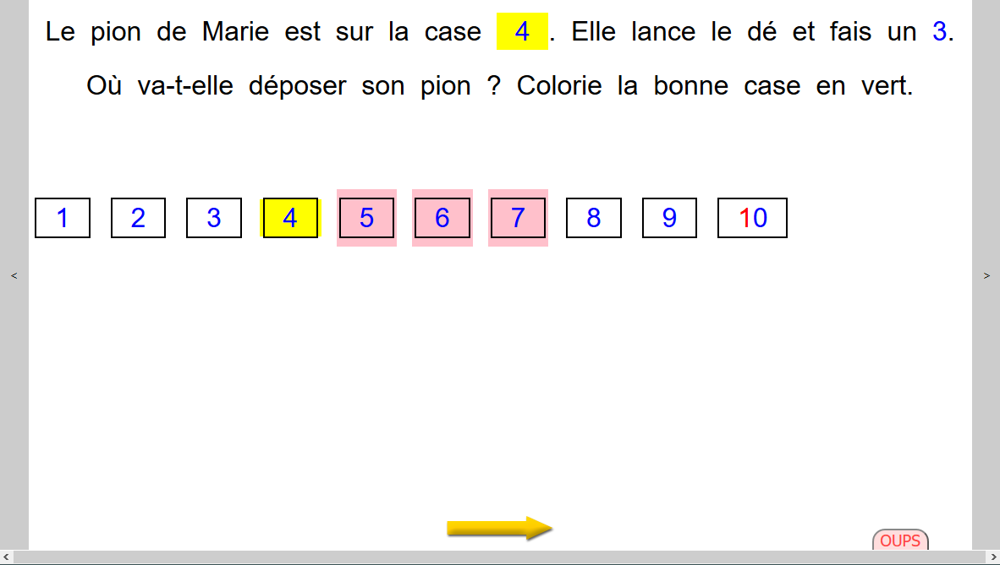 Le pion de Marie est sur la case 4. Elle lance le dé et fais un 3.
Où va-t-elle déposer son pion ? Colorie la bonne case en vert.
1 2 3 4 5 6 7 8 9 10
< >
OUPS